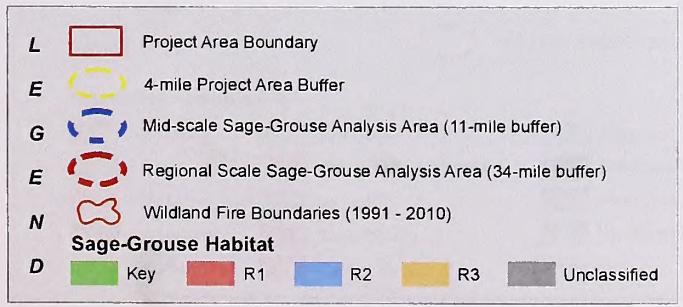 LEGEND
Project Area Boundary
4-mile Project Area Buffer
Mid-scale Sage-Grouse Analysis Area (11-mile buffer)
Regional Scale Sage-Grouse Analysis Area (34-mile buffer)
Wildland Fire Boundaries (1991 - 2010)
Sage-Grouse Habitat
Key R1 R2 R3 Unclassified